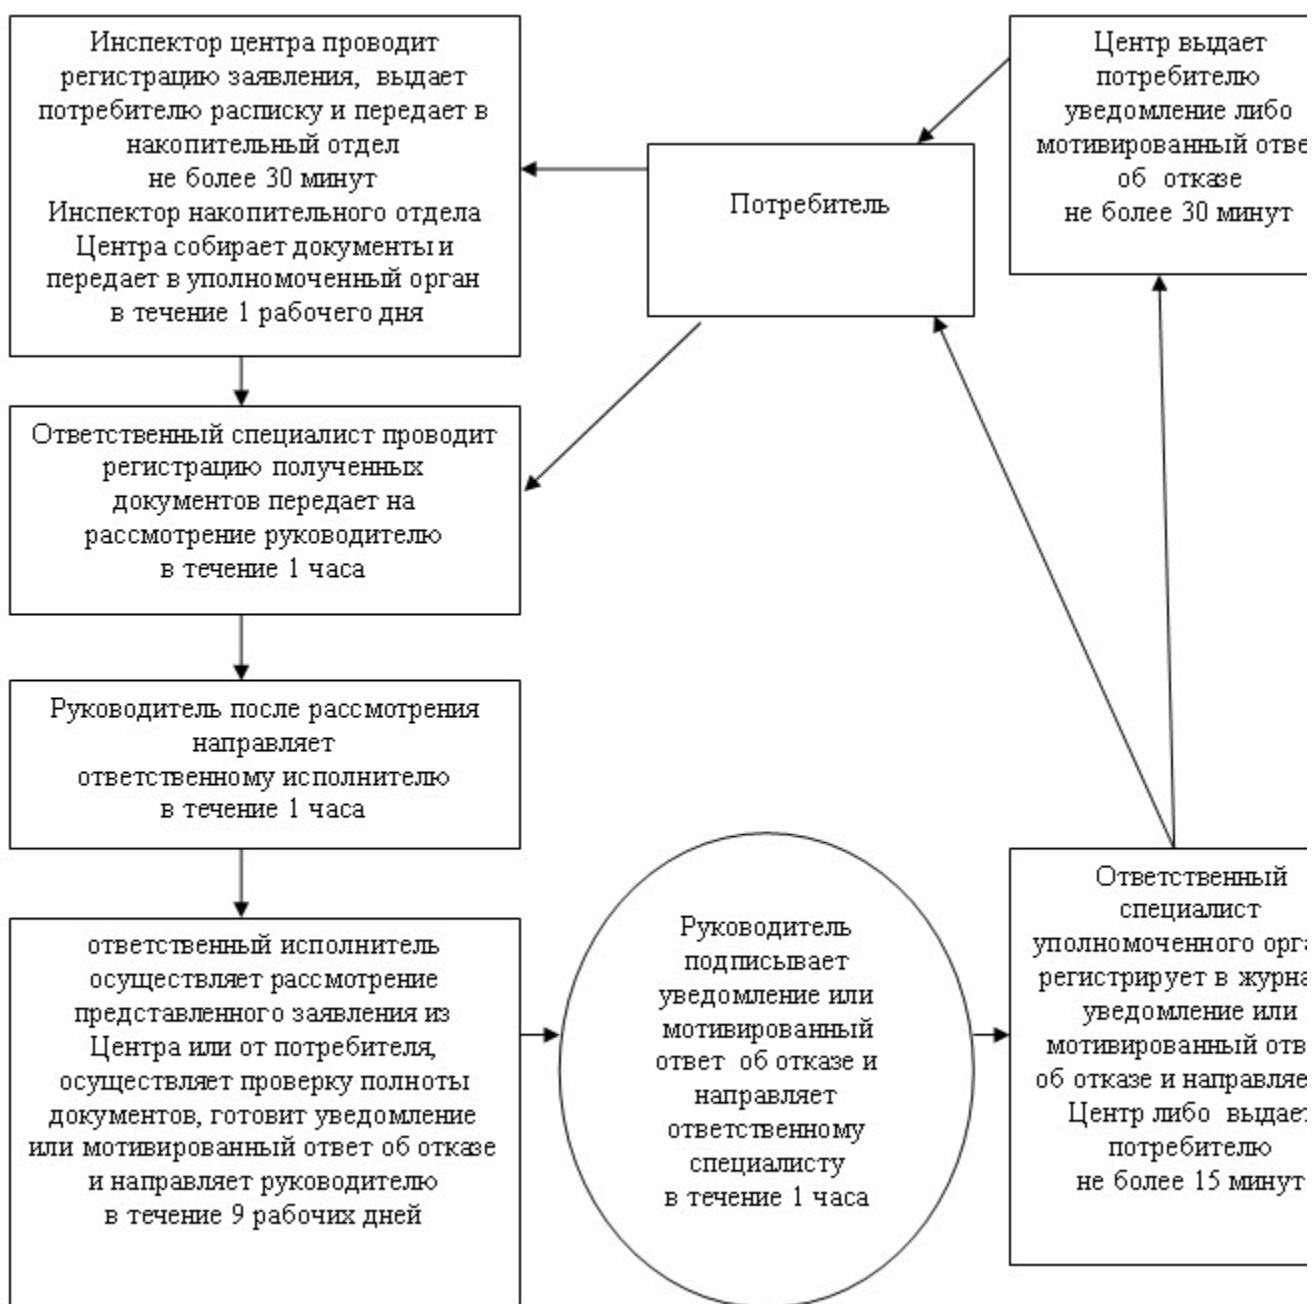 Инспектор центра проводит
регистрацию заявления, выдает
потребителю расписку и передает в
накопительный отдел
не более 30 минут
Инспектор накопительного отдела
Центра собирает документы и
передает в уполномоченный орган
в течение 1 рабочего дня
Потребитель
Центр выдает
потребителю
уведомление либо
мотивированный отве
об отказе
не более 30 минут
Ответственный специалист проводит
регистрацию полученных
документов передает на
рассмотрение руководителю
в течение 1 часа
Руководитель после рассмотрения
направляет
ответственному исполнителю
в течение 1 часа
ответственный исполнитель
осуществляет рассмотрение
представленного заявления из
Центра или от потребителя,
осуществляет проверку полноты
документов, готовит уведомление
или мотивированный ответ об отказе
и направляет руководителю
в течение 9 рабочих дней
Руководитель
подписывает
уведомление или
мотивированный
ответ об отказе и
направляет
ответственному
специалисту
в течение 1 часа
Ответственный
специалист
уполномоченного орга
регистрирует в журна
уведомление или
мотивированный отв
об отказе и направляе
Центр либо выдает
потребителю
не более 15 минут